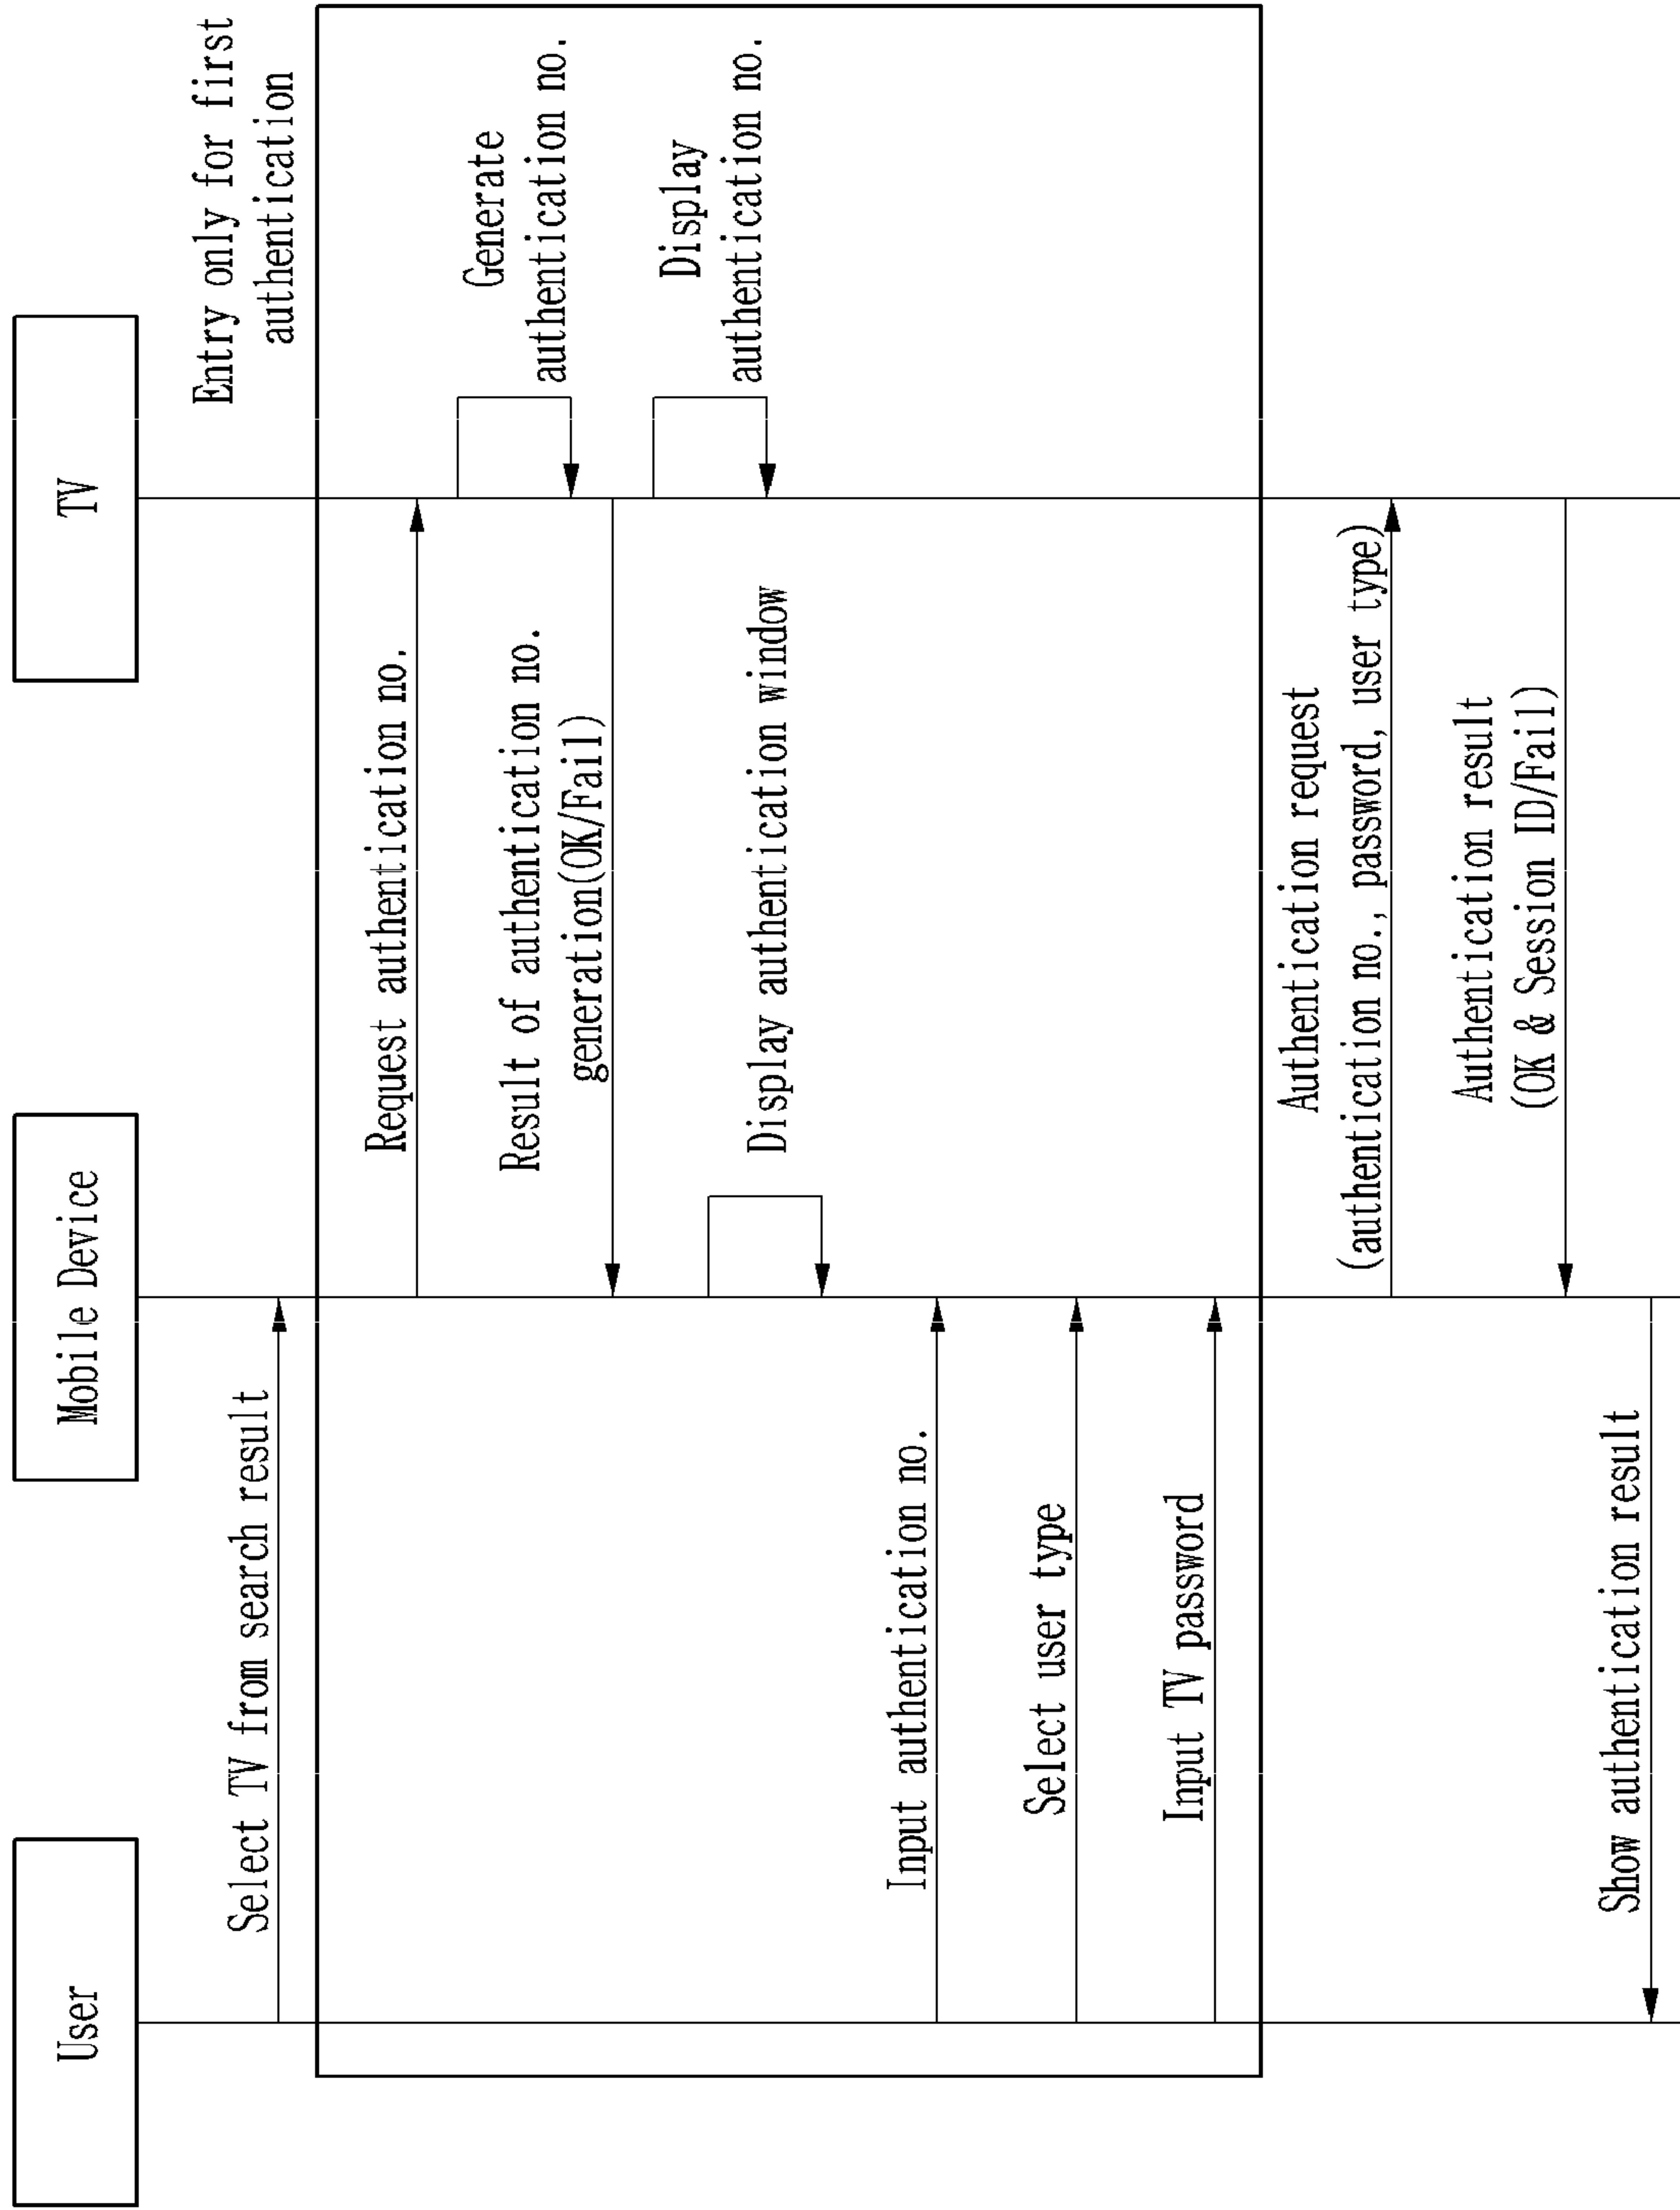 User
Mobile Device
TV
Select TV from search result
Entry only for first
authentication
Request authentication no.
Generate
authentication no.
Result of authentication no.
generation(OK/Fail)
Display
authentication no.
Display authentication window
Input authentication no.
Select user type
Input TV password
Authentication request
(authentication no., password, user type)
Authentication result
(OK & Session ID/Fail)
Show authentication result